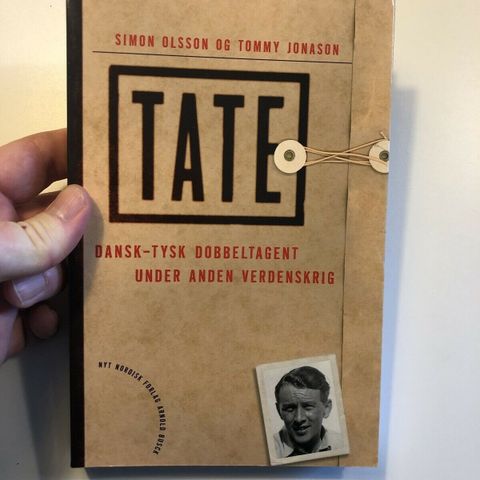 SIMON OLSSON OG TOMMY JONASON
TATE
DANSK-TYSK DOBBELTAGENT
UNDER ANDEN VERDENSKRIG
NYT NORDISK FORLAG ARNOLD BUSCK